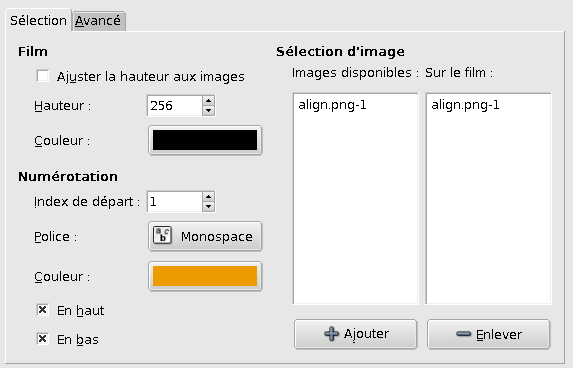 Sélection Avancé
Film
Ajuster la hauteur aux images
Hauteur : 256
Couleur :
Numérotation
Index de départ : 1
Police : abc Monospace
Couleur :
En haut
En bas
Sélection d'image
Images disponibles : Sur le film :
align.png-1 align.png-1
Ajouter Enlever